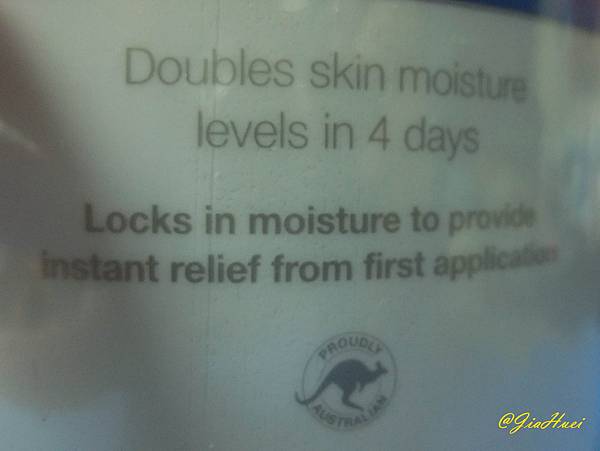 Doubles skin moisture
levels in 4 days
Locks in moisture to provide
instant relief from first application
PROUDLY
AUSTRALIAN
@JiaHuei